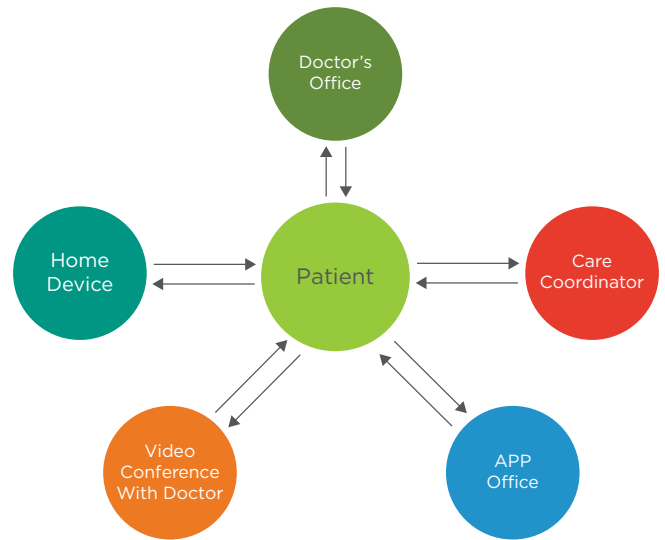 Doctor's
Office
Home
Device
Patient
Care
Coordinator
Video
Conference
With Doctor
APP
Office